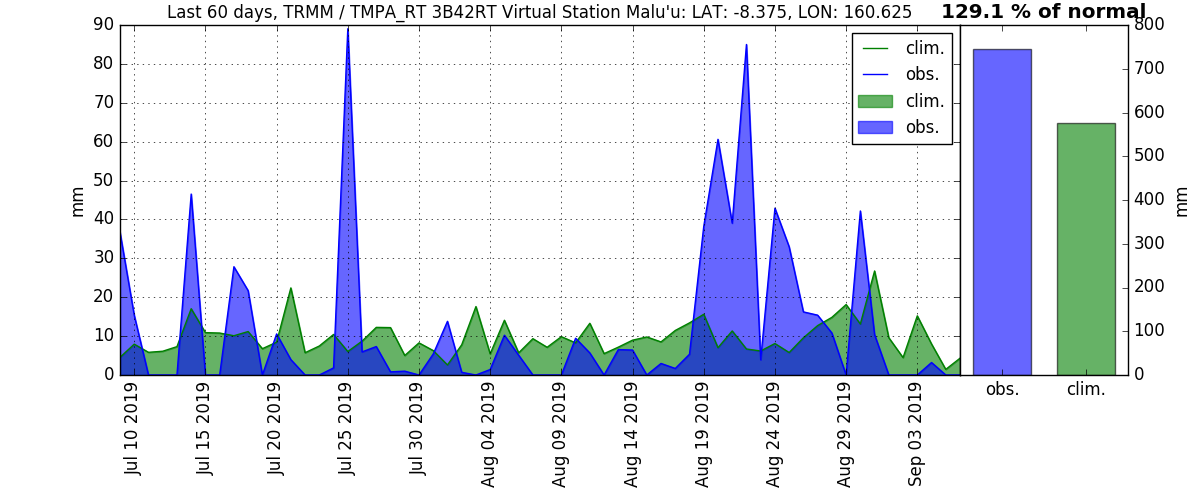 Last 60 days, TRMM / TMPA_RT 3B42RT Virtual Station Malu'u: LAT: -8.375, LON: 160.625
129.1 % of normal
90
80
70
60
50
40
30
20
10
0
mm
clim.
obs.
clim.
obs.
Jul 10 2019
Jul 15 2019
Jul 20 2019
Jul 25 2019
Jul 30 2019
Aug 04 2019
Aug 09 2019
Aug 14 2019
Aug 19 2019
Aug 24 2019
Aug 29 2019
Sep 03 2019
800
700
600
500
400
300
200
100
0
mm
obs.
clim.